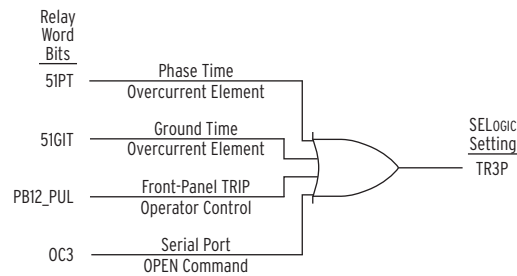 Relay
Word
Bits
51PT
Phase Time
Overcurrent Element
51GIT
Ground Time
Overcurrent Element
PB12_PUL
Front-Panel TRIP
Operator Control
OC3
Serial Port
OPEN Command
SELOGIC
Setting
TR3P